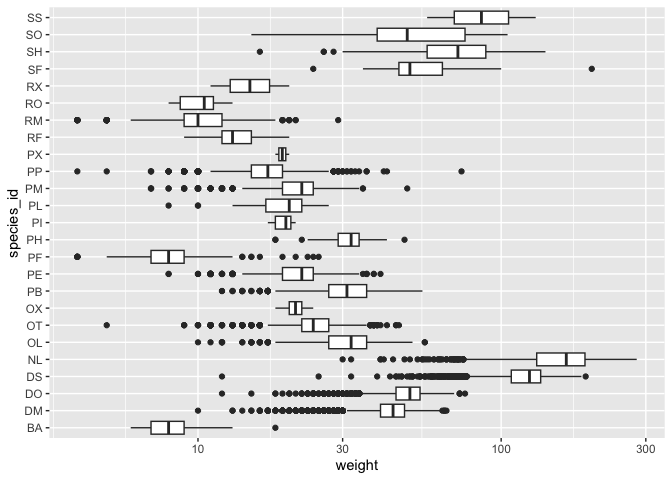 SS
SO
SH
SF
RX
RO
RM
RF
PX
PP
PM
PL
PI
PH
PF
PE
PB
OX
OT
OL
NL
DS
DO
DM
BA
species_id
10 30 100 300
weight